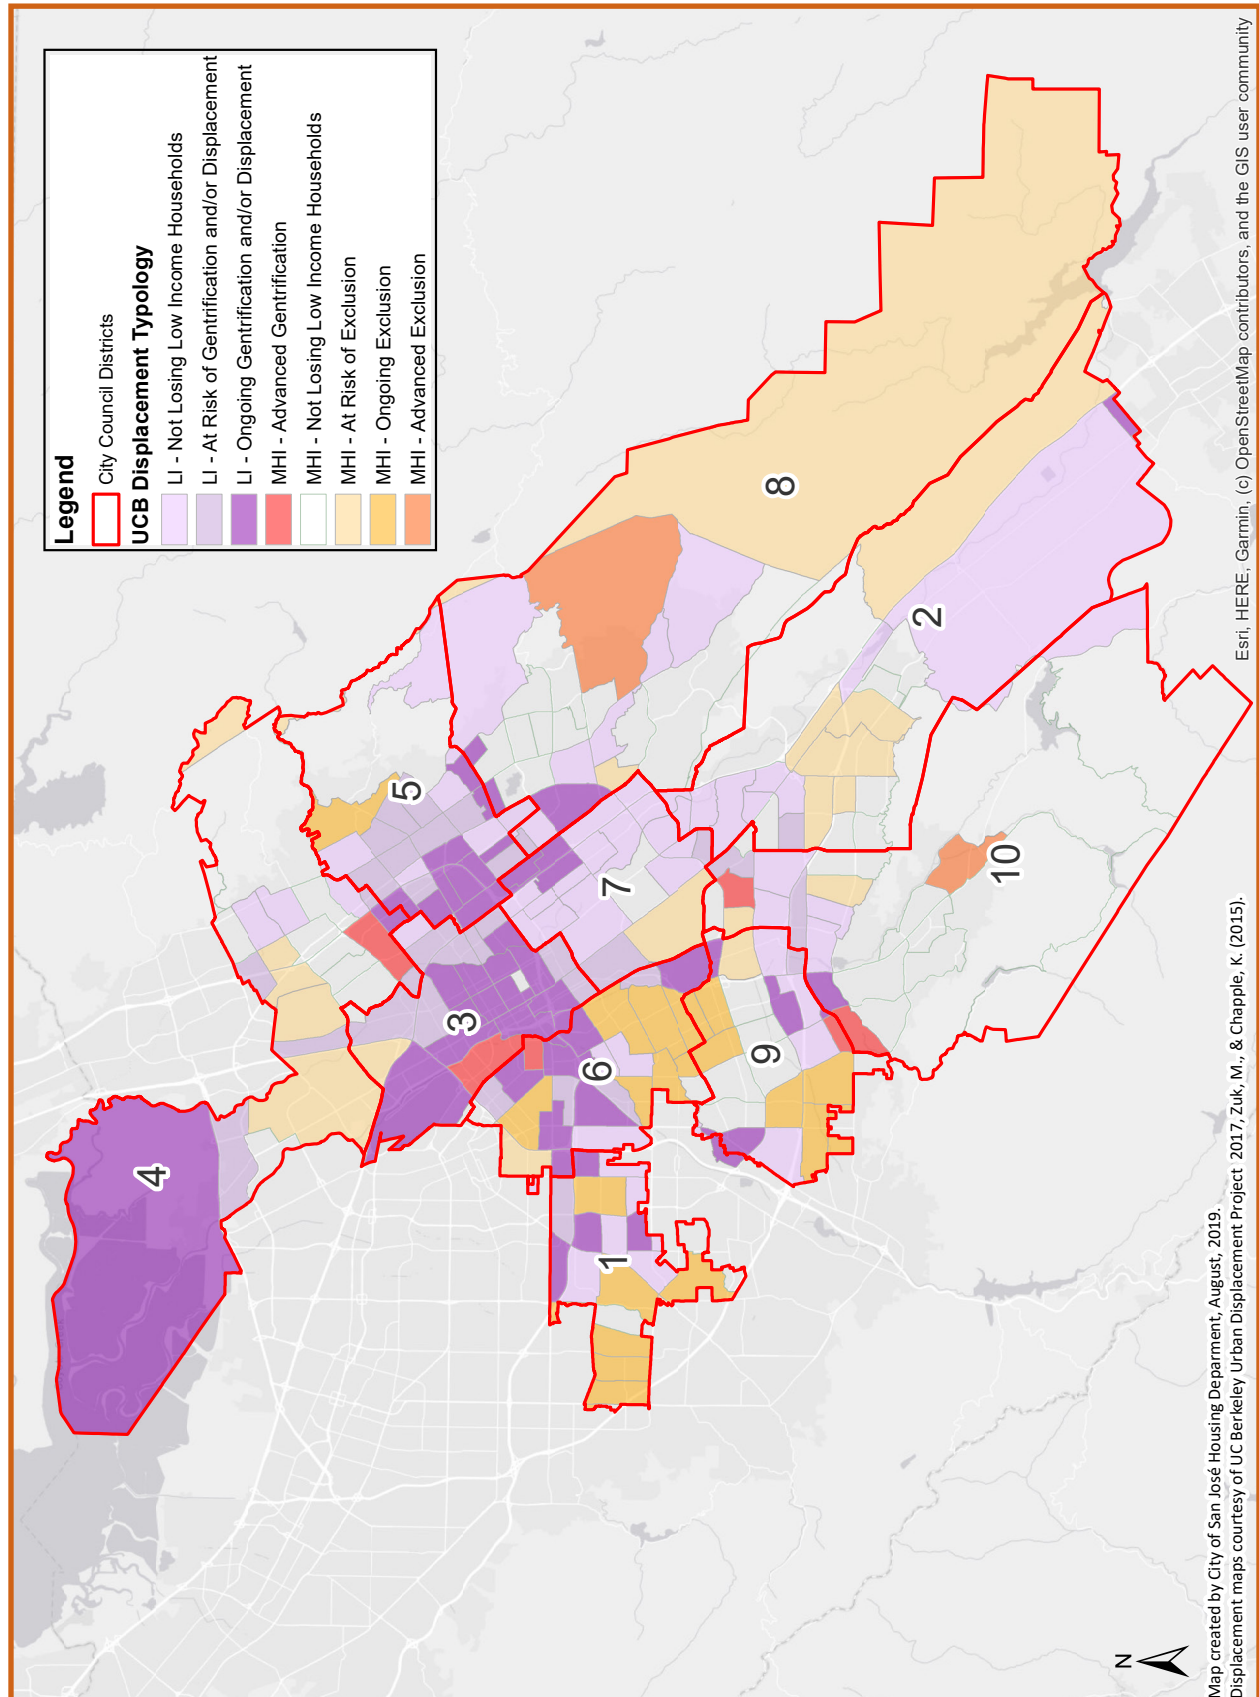 Legend
City Council Districts
UCB Displacement Typology
LI - Not Losing Low Income Households
LI - At Risk of Gentrification and/or Displacement
LI - Ongoing Gentrification and/or Displacement
MHI - Advanced Gentrification
MHI - Not Losing Low Income Households
MHI - At Risk of Exclusion
MHI - Ongoing Exclusion
MHI - Advanced Exclusion
4
5
3
8
7
6
1
9
2
10
N
Esri, HERE, Garmin, (c) OpenStreetMap contributors, and the GIS user community
Map created by City of San José Housing Deparment, August, 2019.
Displacement maps courtesy of UC Berkeley Urban Displacement Project 2017, Zuk, M., & Chapple, K. (2015).